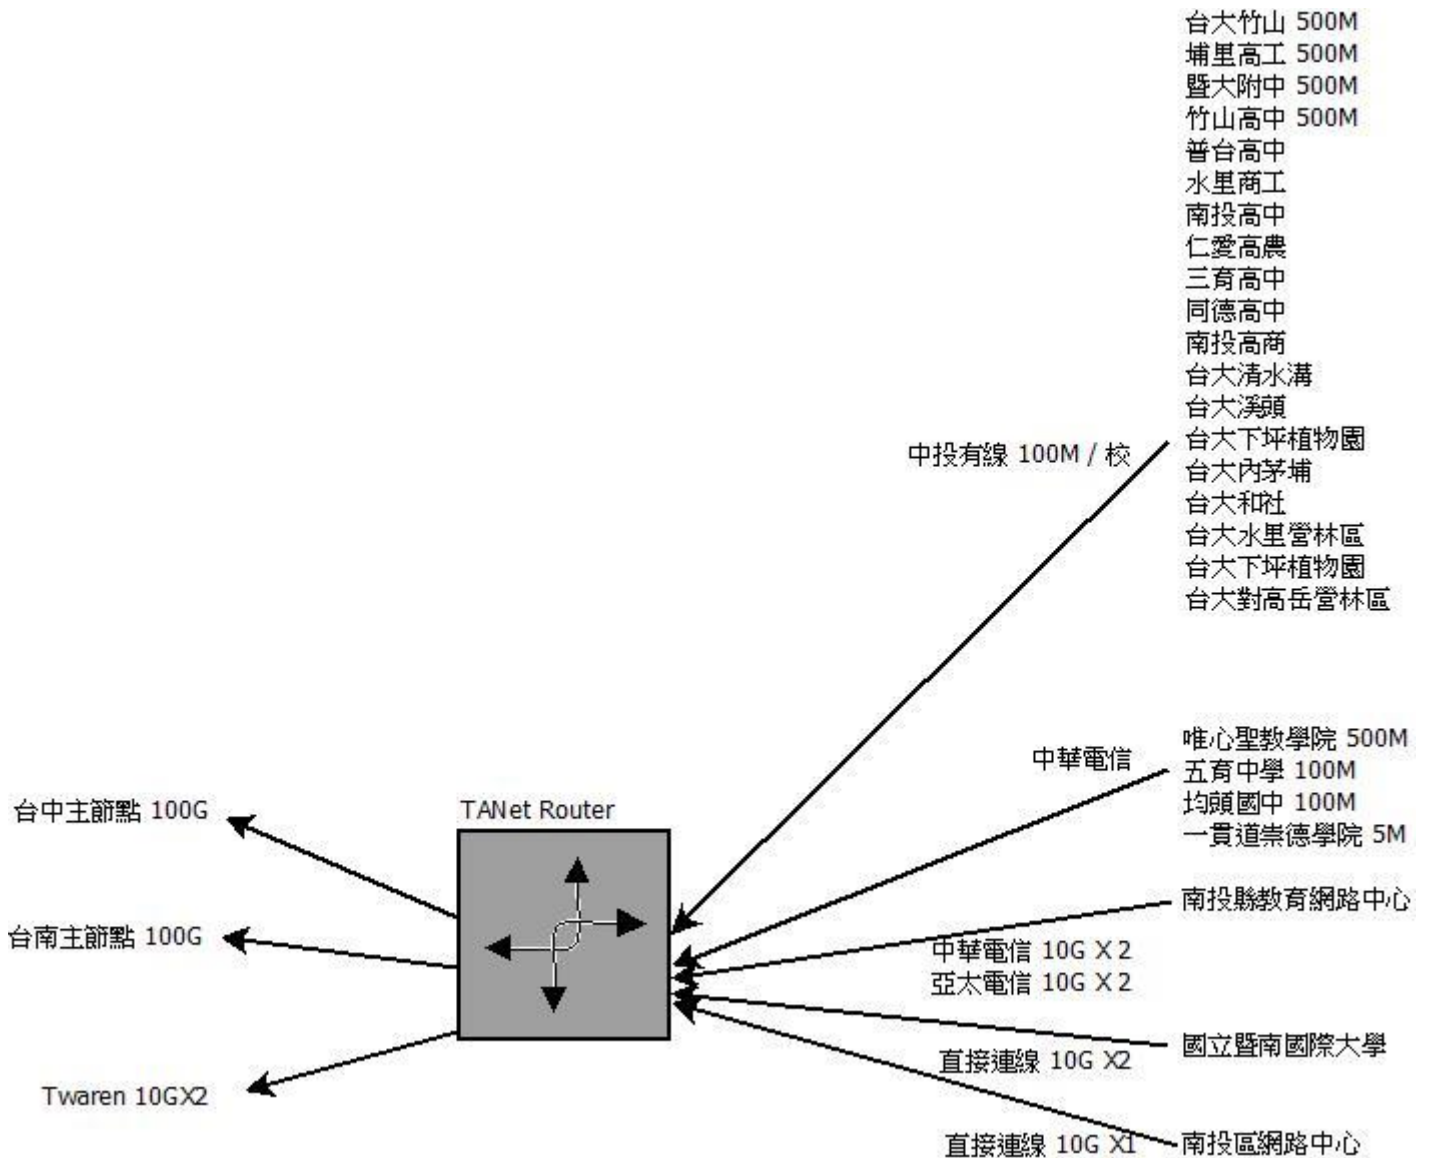 台大竹山 500M
埔里高工 500M
暨大附中 500M
竹山高中 500M
普台高中
水里商工
南投高中
仁愛高農
三育高中
同德高中
南投高商
台大清水溝
台大溪頭
台大下坪植物園
台大內茅埔
台大和社
台大水里營林區
台大下坪植物園
台大對高岳營林區
中投有線 100M / 校
唯心聖教學院 500M
五育中學 100M
均頭國中 100M
一貫道崇德學院 5M
中華電信
台中主節點 100G
TANet Router
台南主節點 100G
南投縣教育網路中心
中華電信 10G X 2
亞太電信 10G X 2
國立暨南國際大學
直接連線 10G X2
Twaren 10GX2
直接連線 10G X1
南投區網路中心